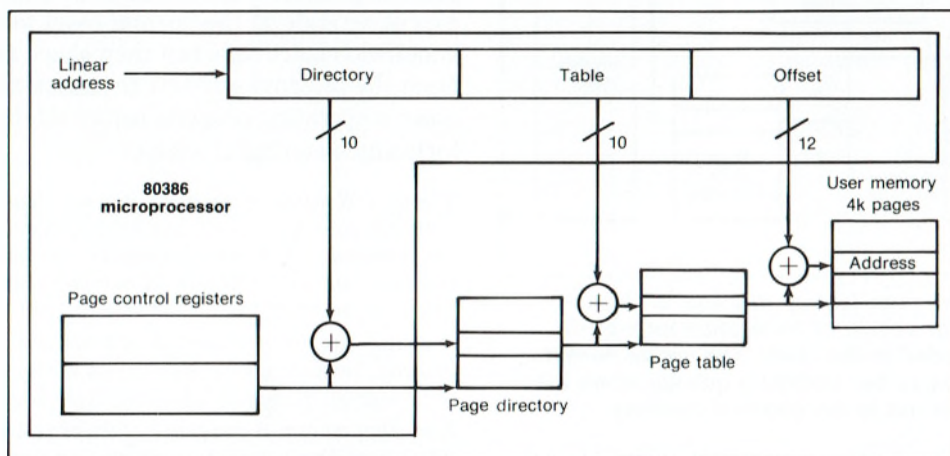 Linear
address
Directory
Table
Offset
10
10
12
80386
microprocessor
User memory
4k pages
Address
Page control registers
Page table
Page directory
+
+
+